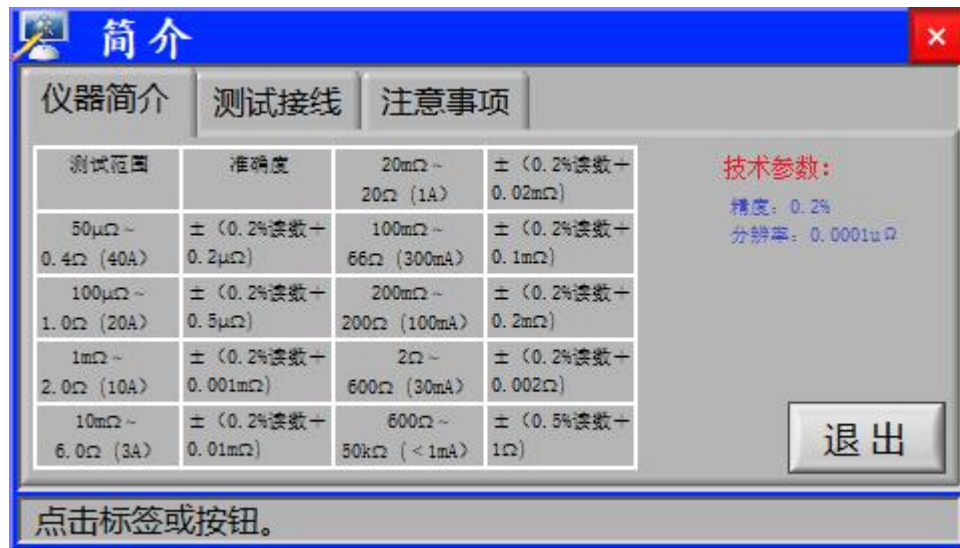 简介
仪器简介 测试接线 注意事项
测试范围 准确度 20mΩ~ ±（0.2%读数+
20Ω（1A） 0.02mΩ)
50μΩ~ ±（0.2%读数+ 100mΩ~ ±（0.2%读数+
0.4Ω（40A） 0.2μΩ) 66Ω（300mA） 0.1mΩ)
100μΩ~ ±（0.2%读数+ 200mΩ~ ±（0.2%读数+
1.0Ω（20A） 0.5μΩ) 200Ω（100mA） 0.2mΩ)
1mΩ~ ±（0.2%读数+ 2Ω~ ±（0.2%读数+
2.0Ω（10A） 0.001mΩ) 600Ω（30mA） 0.002Ω)
10mΩ~ ±（0.2%读数+ 600Ω~ ±（0.5%读数+
6.0Ω（3A） 0.01mΩ) 50kΩ（<1mA） 1Ω)
技术参数：
精度：0.2%
分辨率：0.0001uΩ
退出
点击标签或按钮。